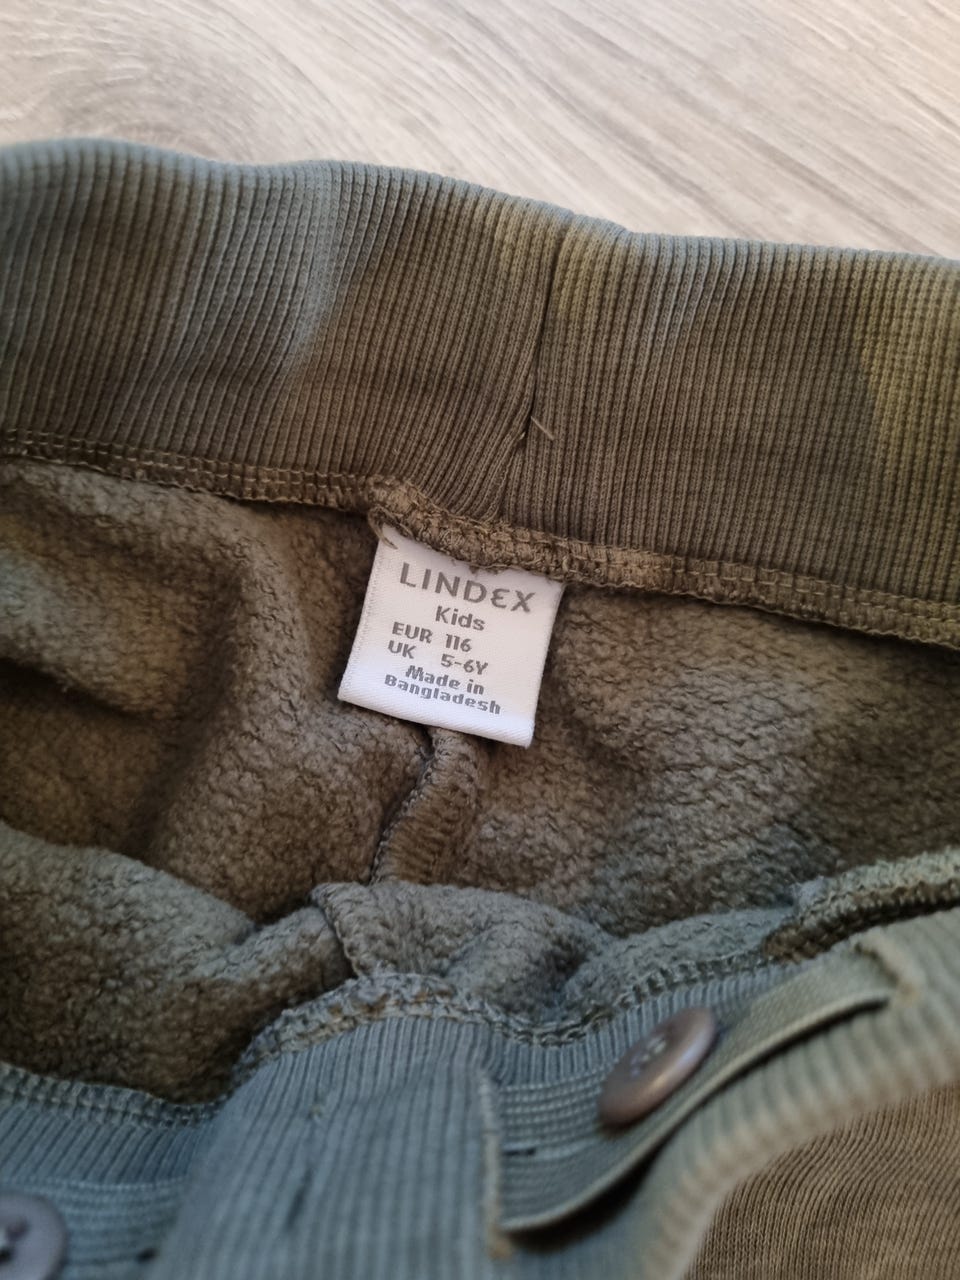 LINDEX
Kids
EUR 116
UK 5-6Y
Made in
Bangladesh